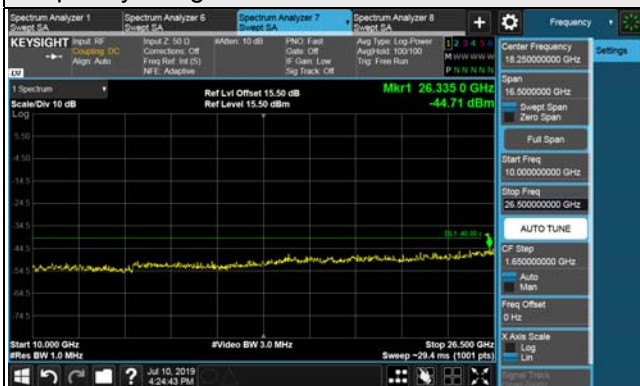 Spectrum Analyzer 1
Swept SA
Spectrum Analyzer 6
Swept SA
Spectrum Analyzer 7
Swept SA
Spectrum Analyzer 8
Swept SA
+
Frequency
KEYSIGHT
Input: RF
Coupling: DC
Align: Auto
Input Z: 50 Ω
Corrections: Off
Freq Ref: Int (S)
NFE: Adaptive
#Atten: 10 dB
PNO: Fast
Gate: Off
IF Gain: Low
Sig Track: Off
Avg Type: Log-Power
Avg|Hold: 100/100
Trig: Free Run
1 2 3 4 5 6
M W W W W W
P N N N N N
Settings
Center Frequency
18.250000000 GHz
Span
16.5000000 GHz
Swept Span
Zero Span
Full Span
Start Freq
10.000000000 GHz
Stop Freq
26.500000000 GHz
AUTO TUNE
CF Step
1.650000000 GHz
Auto
Man
Freq Offset
0 Hz
X Axis Scale
Log
Lin
Signal Track
1 Spectrum
Scale/Div 10 dB
Log
Ref Lvl Offset 15.50 dB
Ref Level 15.50 dBm
Mkr1 26.335 0 GHz
-44.71 dBm
5.50
-4.50
-14.5
-24.5
-34.5
-44.5
-54.5
-64.5
-74.5
Start 10.000 GHz
#Res BW 1.0 MHz
#Video BW 3.0 MHz
Stop 26.500 GHz
Sweep ~29.4 ms (1001 pts)
?
Jul 10, 2019
4:24:43 PM